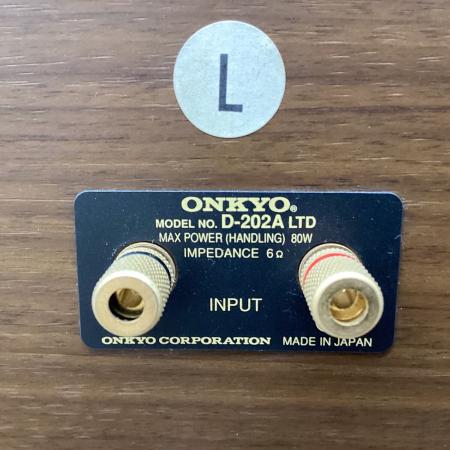 L
ONKYO®
MODEL NO. D-202A LTD
MAX POWER (HANDLING) 80W
IMPEDANCE 6Ω
INPUT
ONKYO CORPORATION MADE IN JAPAN